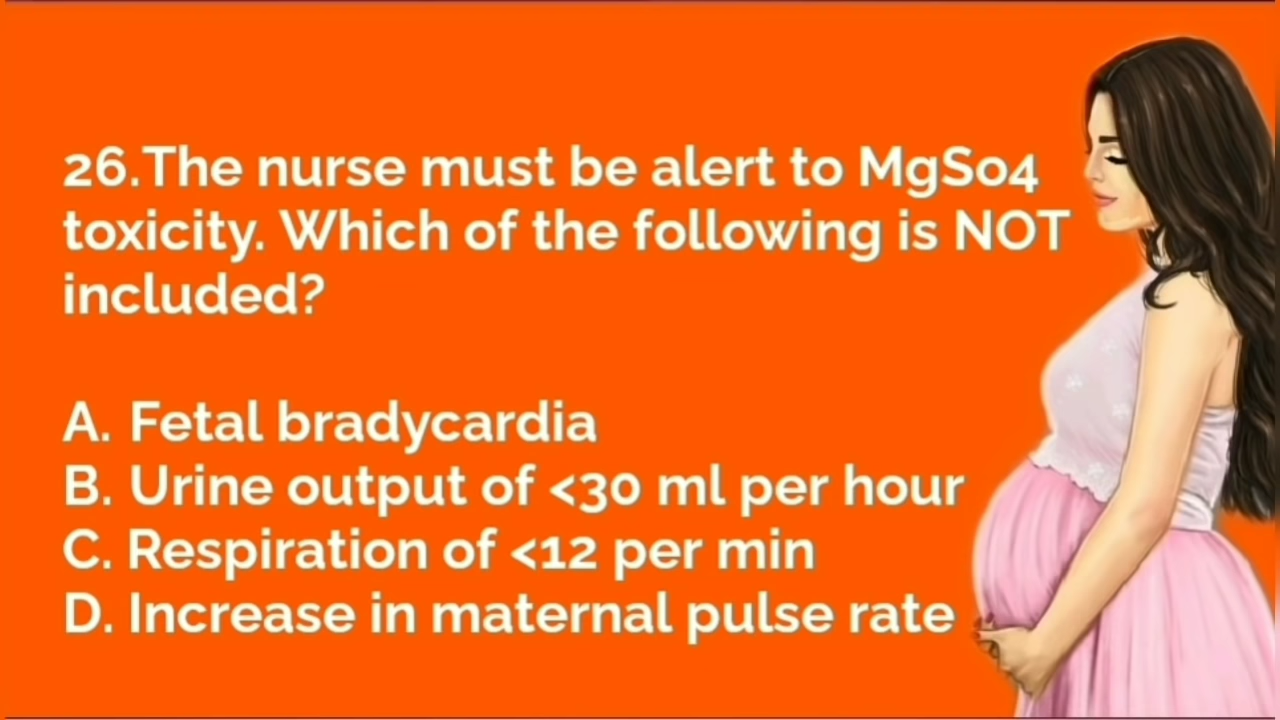 26.The nurse must be alert to MgSo4
toxicity. Which of the following is NOT
included?
A. Fetal bradycardia
B. Urine output of <30 ml per hour
C. Respiration of <12 per min
D. Increase in maternal pulse rate